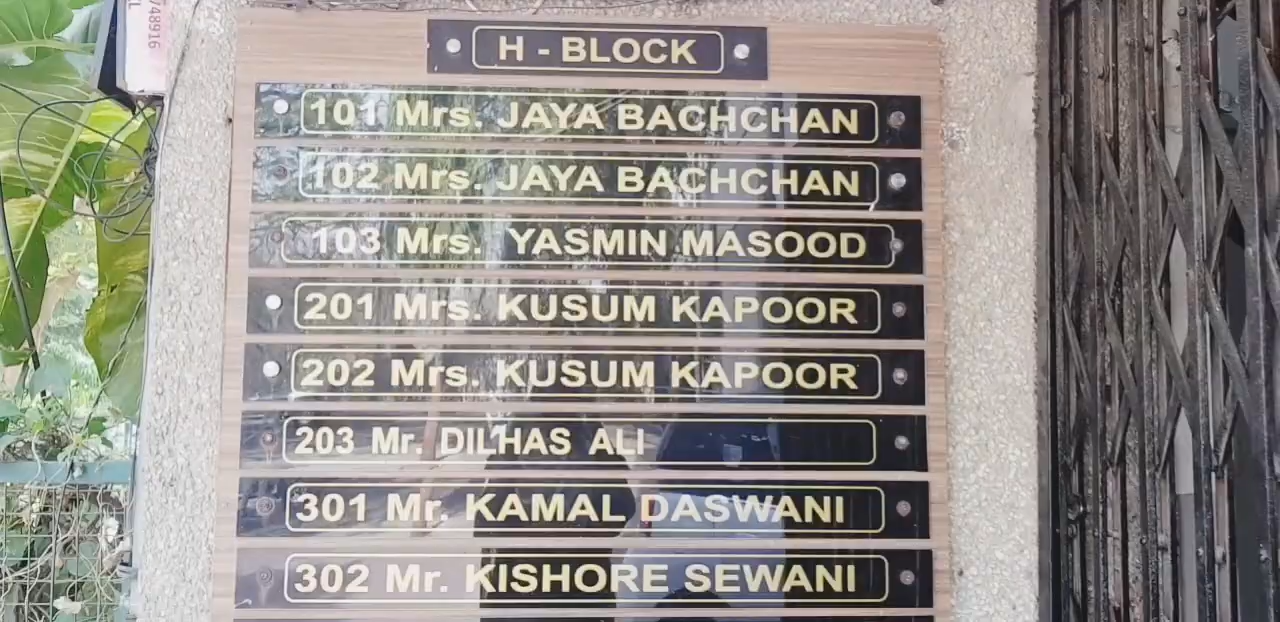 /48916
H - BLOCK
101 Mrs. JAYA BACHCHAN
102 Mrs. JAYA BACHCHAN
103 Mrs. YASMIN MASOOD
201 Mrs. KUSUM KAPOOR
202 Mrs. KUSUM KAPOOR
203 Mr. DILHAS ALI
301 Mr. KAMAL DASWANI
302 Mr. KISHORE SEWANI